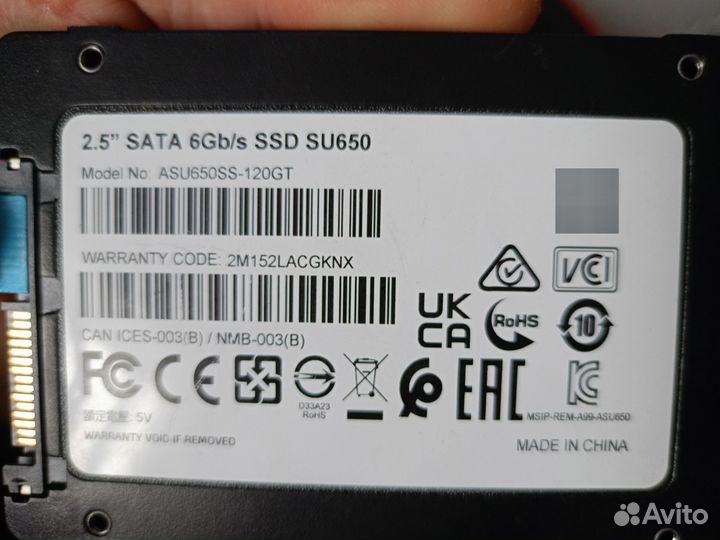 2.5" SATA 6Gb/s SSD SU650
Model No: ASU650SS-120GT
WARRANTY CODE: 2M152LACGKNX
CAN ICES-003(B) / NMB-003(B)
VCI
UK
CA
RoHS
10
FC CE
D33A23
RoHS
EAC
MSIP-REM-A99-ASU650
額定電壓: 5V
WARRANTY VOID IF REMOVED
MADE IN CHINA
Avito